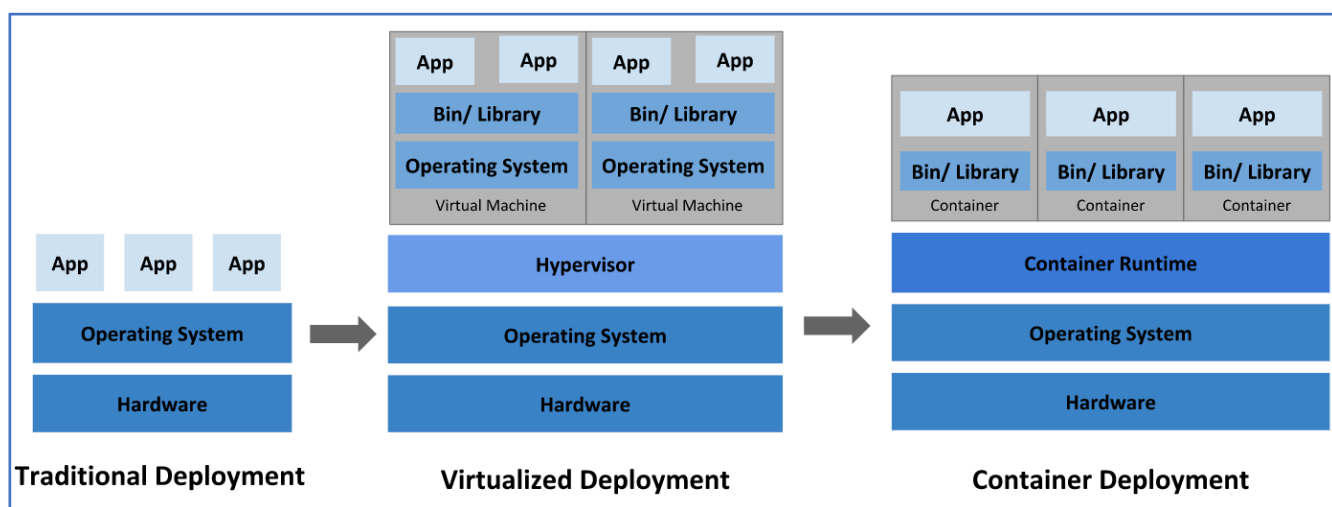 App
App
App
Operating System
Hardware
Traditional Deployment
App
App
App
App
Bin/ Library
Bin/ Library
Operating System
Operating System
Virtual Machine
Virtual Machine
Hypervisor
Operating System
Hardware
Virtualized Deployment
App
App
App
Bin/ Library
Bin/ Library
Bin/ Library
Container
Container
Container
Container Runtime
Operating System
Hardware
Container Deployment